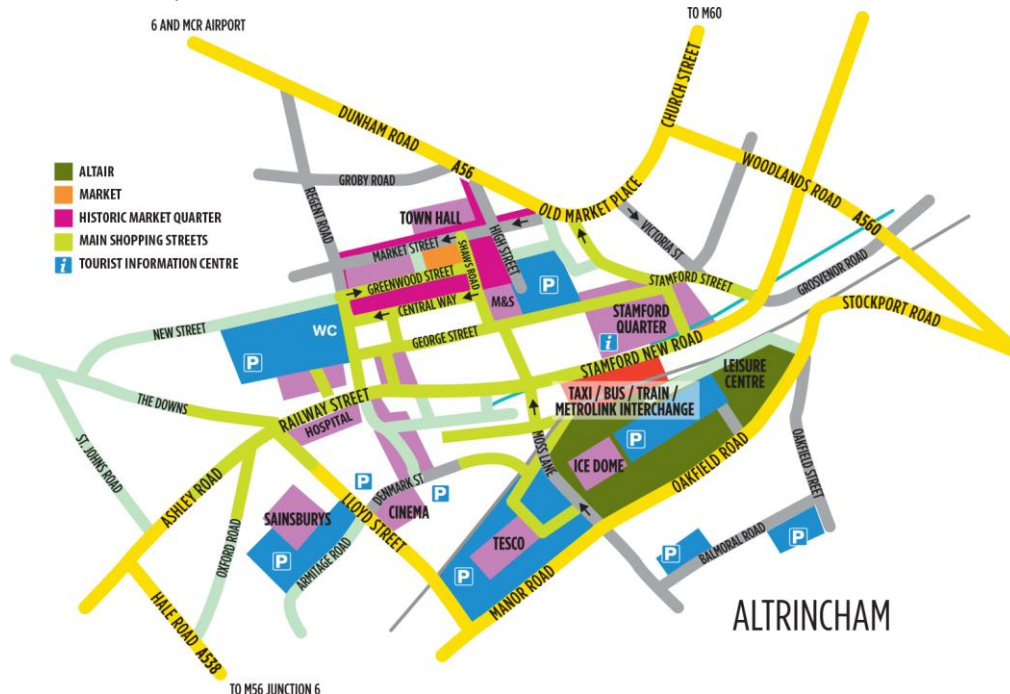 6 AND MCR AIRPORT
TO M60
CHURCH STREET
DUNHAM ROAD
A56
WOODLANDS ROAD
A560
ALTAIR
MARKET
HISTORIC MARKET QUARTER
MAIN SHOPPING STREETS
i TOURIST INFORMATION CENTRE
GROBY ROAD
REGENT ROAD
OLD MARKET PLACE
TOWN HALL
VICTORIA ST
MARKET STREET
SHAWS ROAD
HIGH STREET
GROSVENOR ROAD
GREENWOOD STREET
P
STAMFORD STREET
M&S
CENTRAL WAY
STOCKPORT ROAD
NEW STREET
WC
P
GEORGE STREET
STAMFORD
QUARTER
i
STAMFORD NEW ROAD
LEISURE
CENTRE
THE DOWNS
RAILWAY STREET
TAXI / BUS / TRAIN /
METROLINK INTERCHANGE
HOSPITAL
P
MOSS LANE
ICE DOME
OAKFIELD ROAD
OAKFIELD STREET
ST. JOHNS ROAD
ASHLEY ROAD
DENMARK ST
P
P
LLOYD STREET
CINEMA
SAINSBURYS
OXFORD ROAD
P
ARMITAGE ROAD
TESCO
P
MANOR ROAD
P
P
BALMORAL ROAD
HALE ROAD
A538
ALTRINCHAM
TO M56 JUNCTION 6